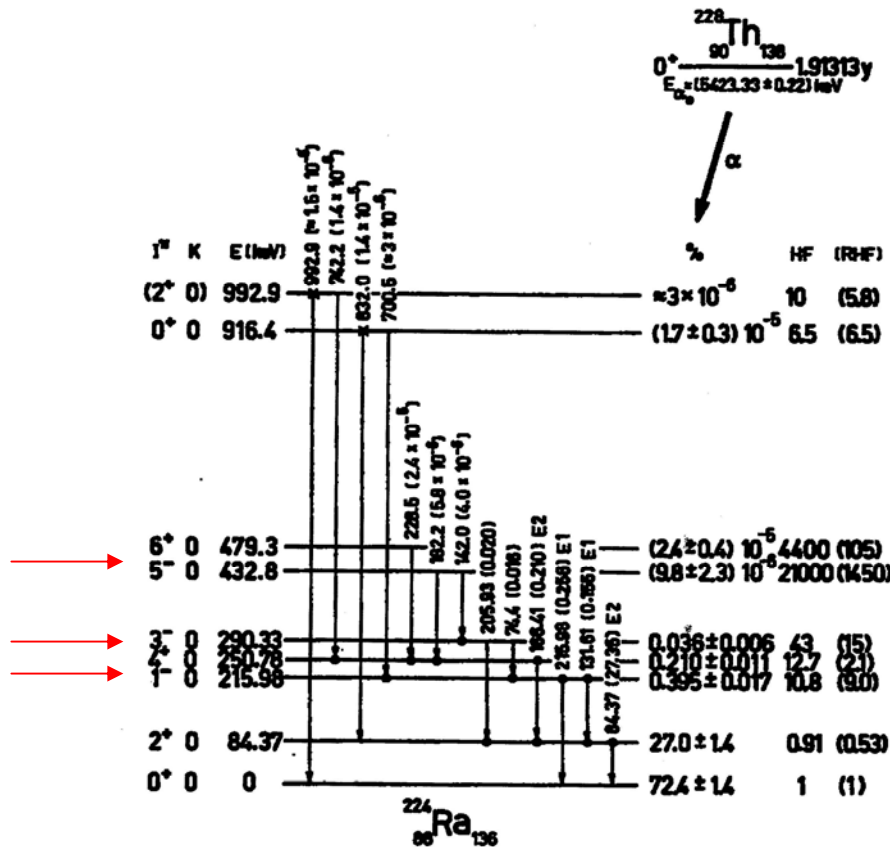 228
90Th138
0+ 1.91313y
Eα0=(5423.33±0.22) keV
α
992.9 (≈1.5×10-6)
742.2 (1.4×10-6)
832.0 (1.4×10-5)
700.5 (≈3×10-6)
Iπ K E(keV) % HF (RHF)
(2+ 0) 992.9 ≈3×10-6 10 (5.8)
0+ 0 916.4 (1.7±0.3) 10-5 6.5 (6.5)
228.5 (2.4×10-5)
182.2 (5.8×10-6)
142.0 (4.0×10-6)
205.93 (0.020)
74.4 (0.016)
166.41 (0.210) E2
215.98 (0.258) E1
131.61 (0.155) E1
84.37 (27.36) E2
6+ 0 479.3 (2.4±0.4) 10-5 4400 (105)
5- 0 432.8 (9.8±2.3) 10-6 21000 (1450)
3- 0 290.33 0.036±0.006 43 (15)
4+ 0 250.78 0.210±0.011 12.7 (2.1)
1- 0 215.98 0.395±0.017 10.8 (9.0)
2+ 0 84.37 27.0±1.4 0.91 (0.53)
0+ 0 0 72.4±1.4 1 (1)
224
88Ra136